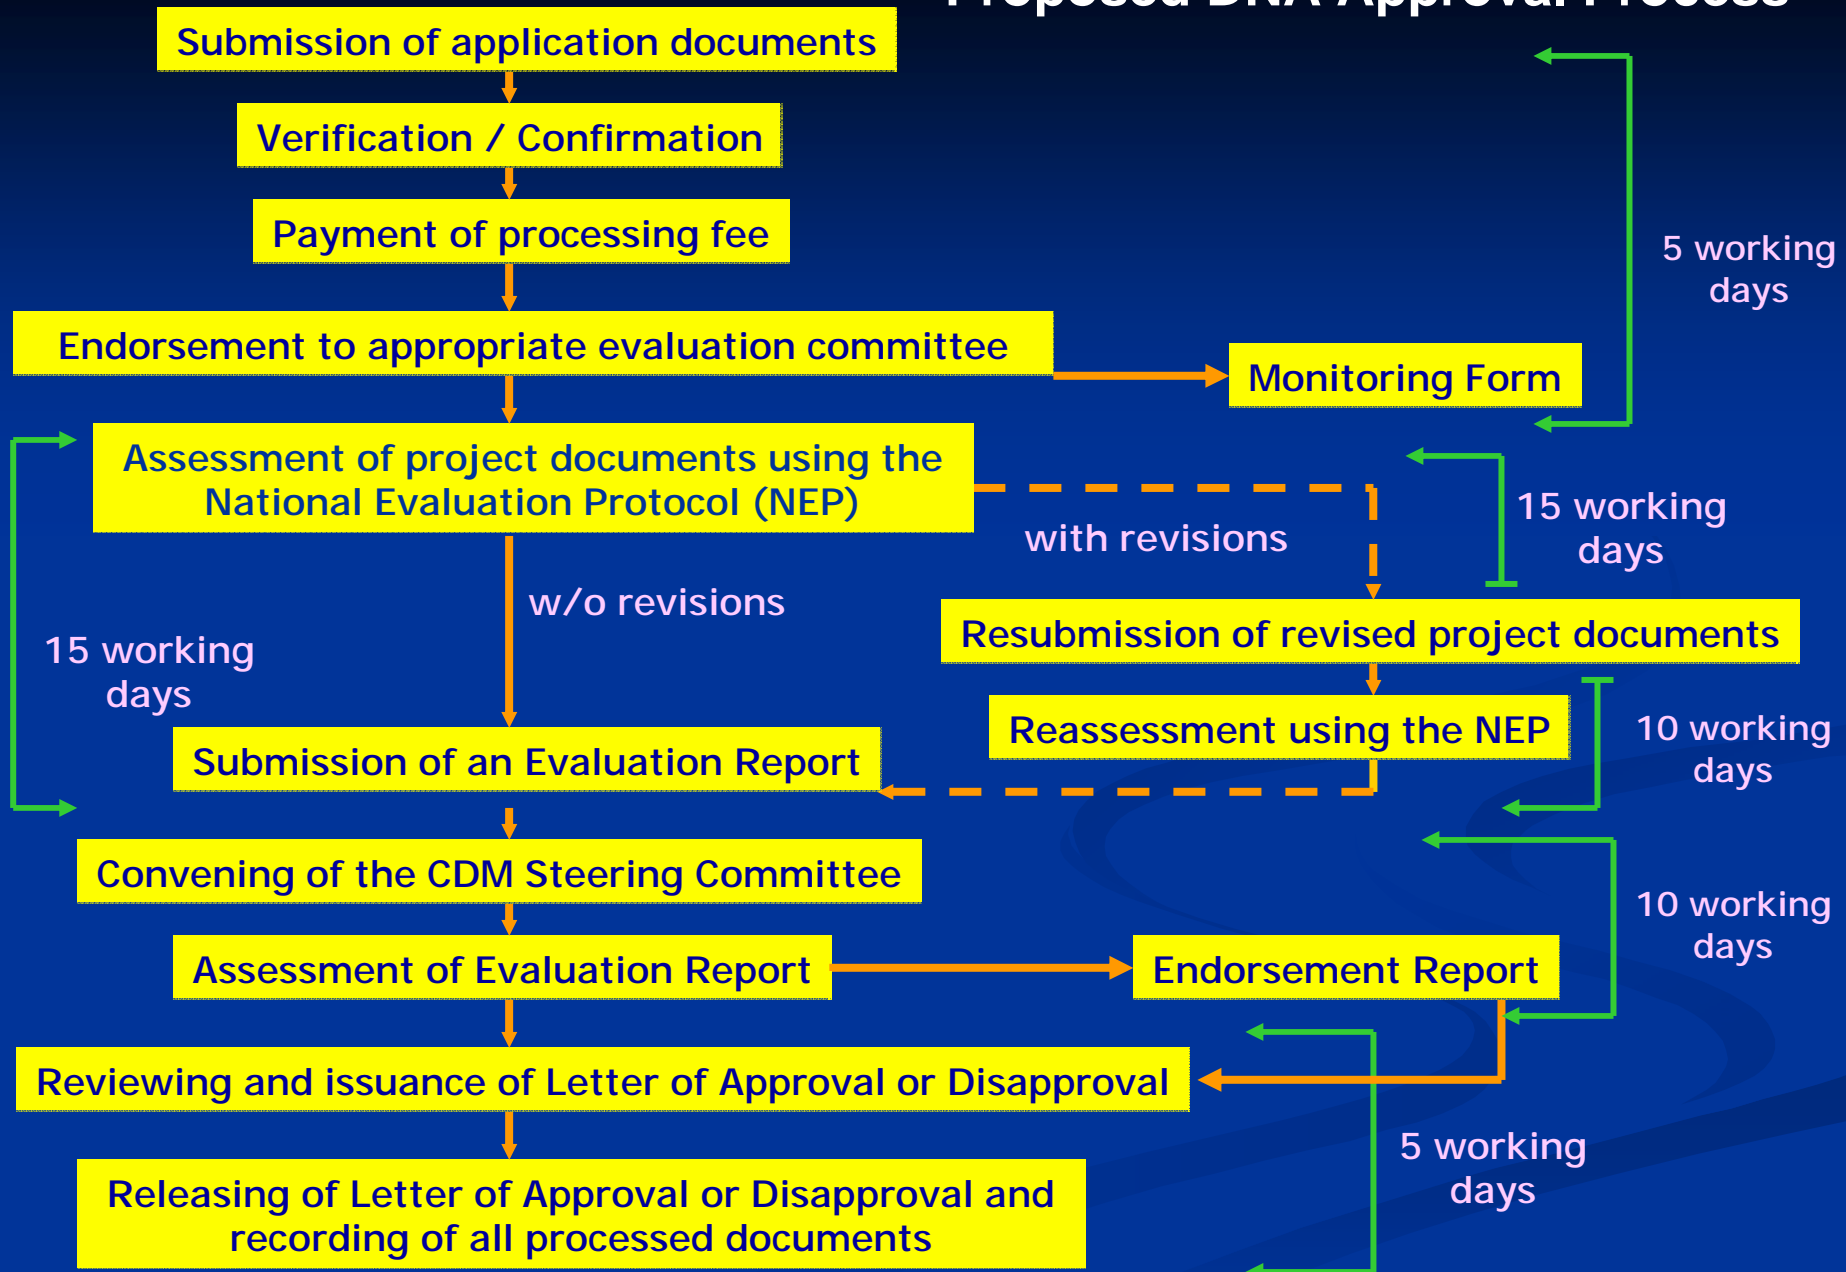 Proposed DNA Approval Process
Submission of application documents
Verification / Confirmation
Payment of processing fee
5 working
days
Endorsement to appropriate evaluation committee
Monitoring Form
Assessment of project documents using the
National Evaluation Protocol (NEP)
with revisions
15 working
days
w/o revisions
15 working
days
Resubmission of revised project documents
Reassessment using the NEP
10 working
days
Submission of an Evaluation Report
Convening of the CDM Steering Committee
10 working
days
Assessment of Evaluation Report
Endorsement Report
Reviewing and issuance of Letter of Approval or Disapproval
5 working
days
Releasing of Letter of Approval or Disapproval and
recording of all processed documents